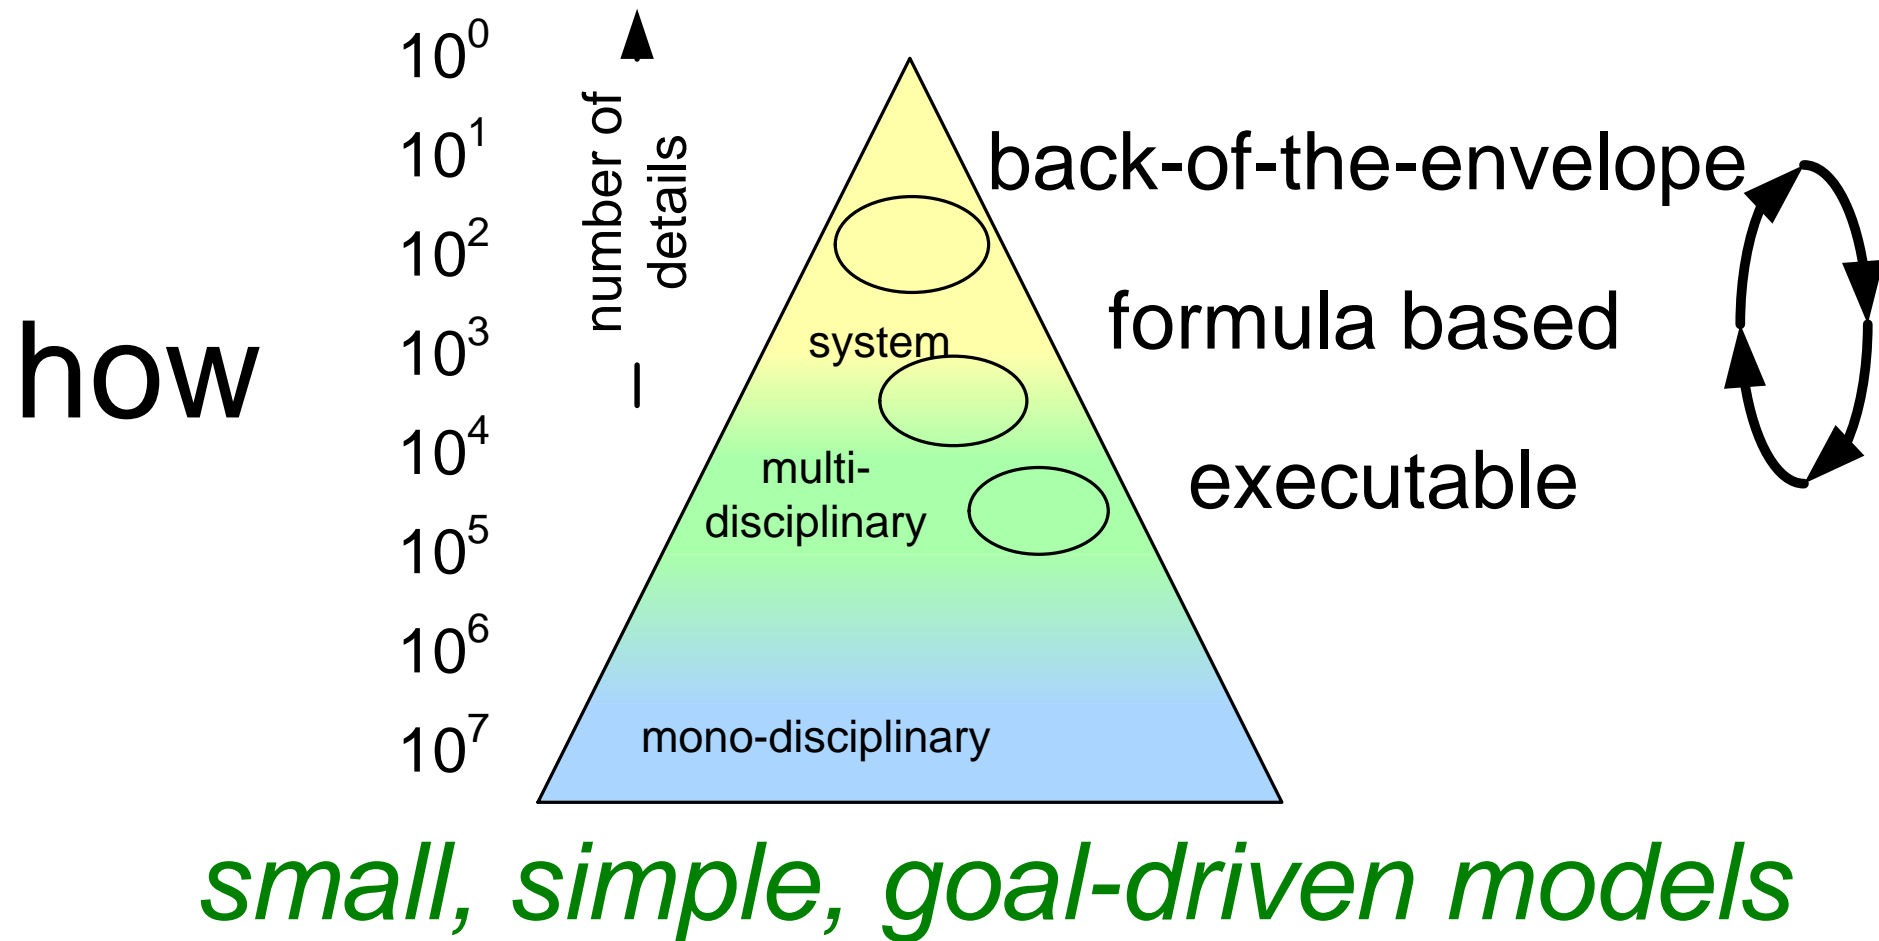 how
10⁰
10¹
10²
10³
10⁴
10⁵
10⁶
10⁷
number of
details
system
multi-
disciplinary
mono-disciplinary
back-of-the-envelope
formula based
executable
small, simple, goal-driven models